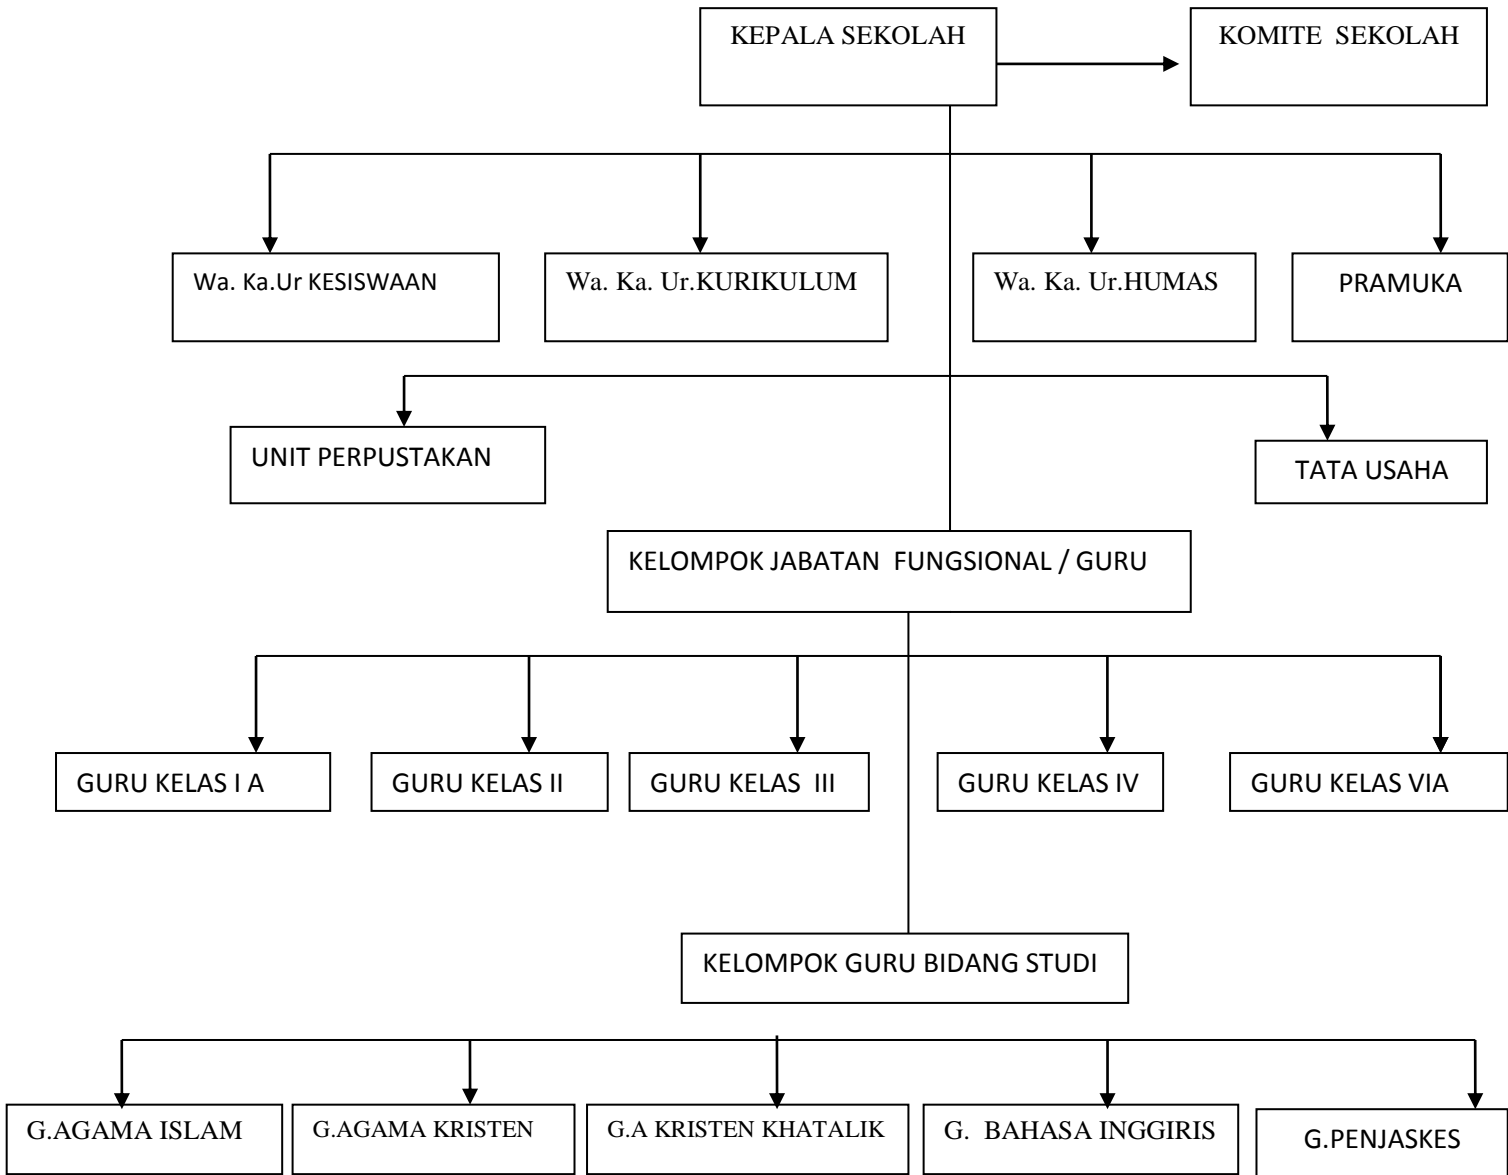 KEPALA SEKOLAH
KOMITE SEKOLAH
Wa. Ka.Ur KESISWAAN
Wa. Ka. Ur.KURIKULUM
Wa. Ka. Ur.HUMAS
PRAMUKA
UNIT PERPUSTAKAN
TATA USAHA
KELOMPOK JABATAN FUNGSIONAL / GURU
GURU KELAS I A
GURU KELAS II
GURU KELAS III
GURU KELAS IV
GURU KELAS VIA
KELOMPOK GURU BIDANG STUDI
G.AGAMA ISLAM
G.AGAMA KRISTEN
G.A KRISTEN KHATALIK
G. BAHASA INGGIRIS
G.PENJASKES